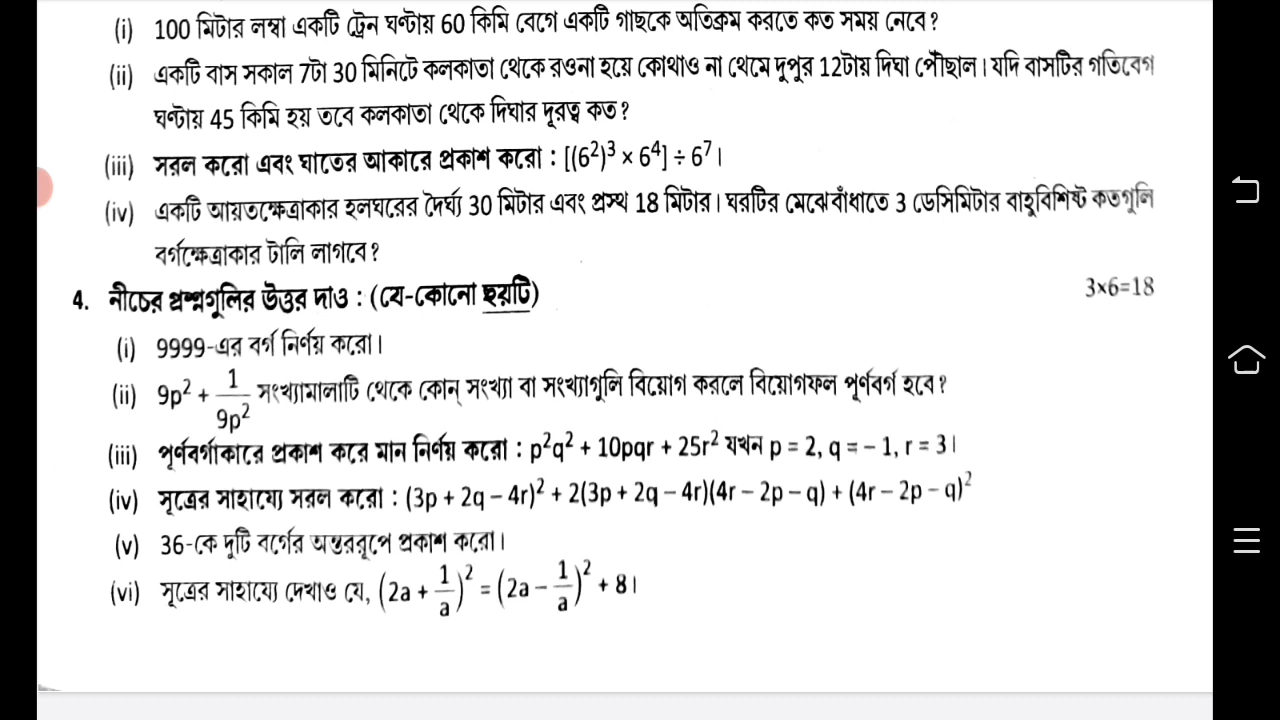 (i) 100 মিটার লম্বা একটি ট্রেন ঘণ্টায় 60 কিমি বেগে একটি গাছকে অতিক্রম করতে কত সময় নেবে?
(ii) একটি বাস সকাল 7টা 30 মিনিটে কলকাতা থেকে রওনা হয়ে কোথাও না থেমে দুপুর 12টায় দিঘা পৌঁছাল। যদি বাসটির গতিবেগ
ঘণ্টায় 45 কিমি হয় তবে কলকাতা থেকে দিঘার দূরত্ব কত?
(iii) সরল করো এবং ঘাতের আকারে প্রকাশ করো : [(6²)³ × 6⁴] ÷ 6⁷।
(iv) একটি আয়তক্ষেত্রাকার হলঘরের দৈর্ঘ্য 30 মিটার এবং প্রস্থ 18 মিটার। ঘরটির মেঝে বাঁধাতে 3 ডেসিমিটার বাহুবিশিষ্ট কতগুলি
বর্গক্ষেত্রাকার টালি লাগবে?
4. নীচের প্রশ্নগুলির উত্তর দাও : (যে-কোনো ছয়টি) 3×6=18
(i) 9999-এর বর্গ নির্ণয় করো।
(ii) 9p² + 1/9p² সংখ্যামালাটি থেকে কোন্ সংখ্যা বা সংখ্যাগুলি বিয়োগ করলে বিয়োগফল পূর্ণবর্গ হবে?
(iii) পূর্ণবর্গাকারে প্রকাশ করে মান নির্ণয় করো : p²q² + 10pqr + 25r² যখন p = 2, q = – 1, r = 3।
(iv) সূত্রের সাহায্যে সরল করো : (3p + 2q – 4r)² + 2(3p + 2q – 4r)(4r – 2p – q) + (4r – 2p – q)²
(v) 36-কে দুটি বর্গের অন্তররূপে প্রকাশ করো।
(vi) সূত্রের সাহায্যে দেখাও যে, (2a + 1/a)² = (2a – 1/a)² + 8।